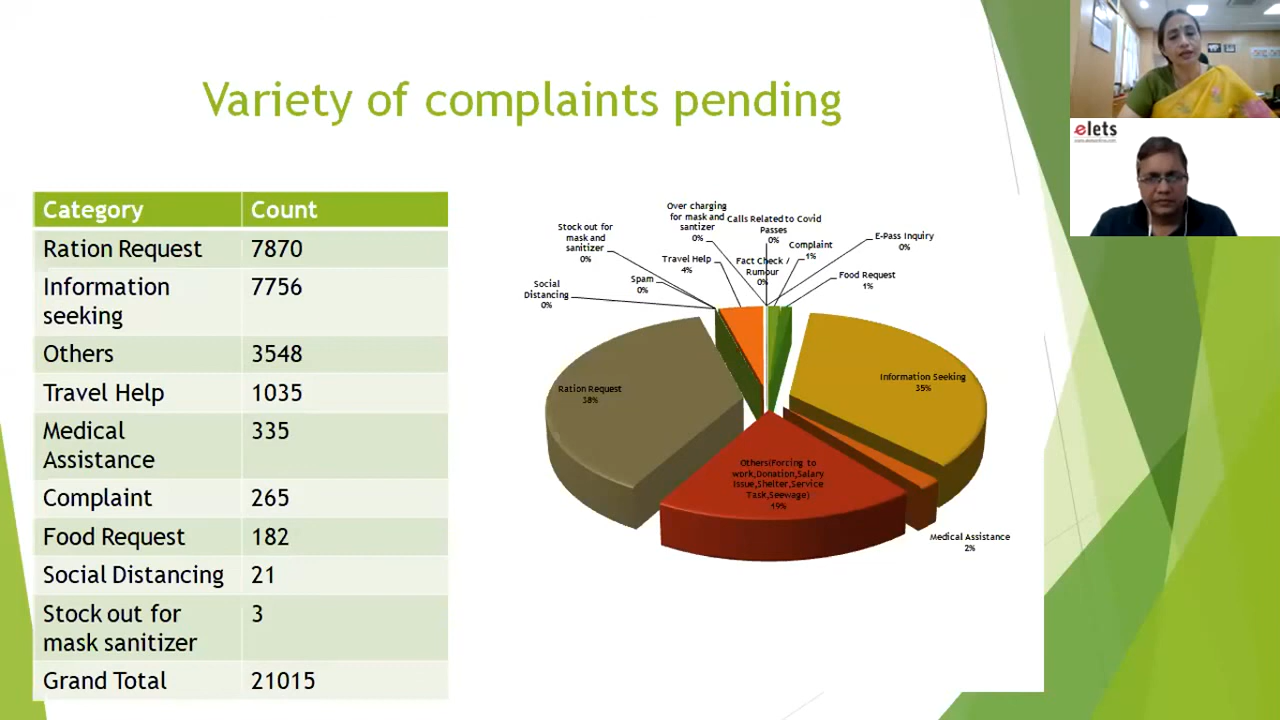 Variety of complaints pending
Category Count
Ration Request 7870
Information
seeking 7756
Others 3548
Travel Help 1035
Medical
Assistance 335
Complaint 265
Food Request 182
Social Distancing 21
Stock out for
mask sanitizer 3
Grand Total 21015
Over charging
for mask and
santizer
0%
Calls Related to Covid
Passes
0%
Stock out for
mask and
sanitizer
0%
E-Pass Inquiry
0%
Complaint
1%
Travel Help
4%
Fact Check /
Rumour
0%
Food Request
1%
Spam
0%
Social
Distancing
0%
Information Seeking
35%
Ration Request
38%
Others(Forcing to
work,Donation,Salary
Issue,Shelter,Service
Task,Seewage)
19%
Medical Assistance
2%
elets